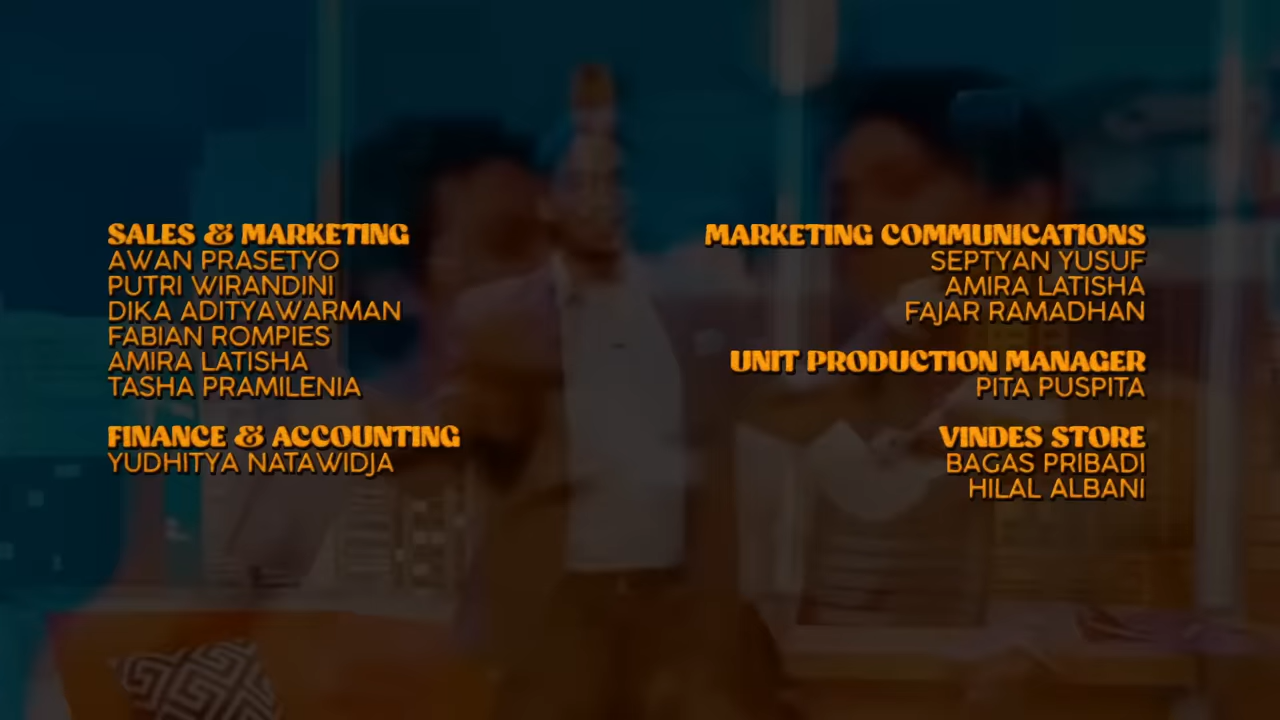 SALES & MARKETING
AWAN PRASETYO
PUTRI WIRANDINI
DIKA ADITYAWARMAN
FABIAN ROMPIES
AMIRA LATISHA
TASHA PRAMILENIA
FINANCE & ACCOUNTING
YUDHITYA NATAWIDJA
MARKETING COMMUNICATIONS
SEPTYAN YUSUF
AMIRA LATISHA
FAJAR RAMADHAN
UNIT PRODUCTION MANAGER
PITA PUSPITA
VINDES STORE
BAGAS PRIBADI
HILAL ALBANI